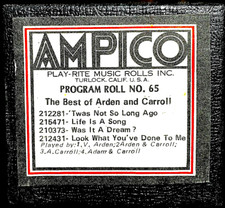 AMPICO
PLAY-RITE MUSIC ROLLS INC.
TURLOCK, CALIF. U.S.A.
PROGRAM ROLL NO. 65
The Best of Arden and Carroll
212281-'Twas Not So Long Ago
216471- Life Is A Song
210373- Was It A Dream?
212431- Look What You've Done To Me
Played by:1,V. Arden;2Arden & Carroll;
3,A.Carroll;4,Adam & Carroll